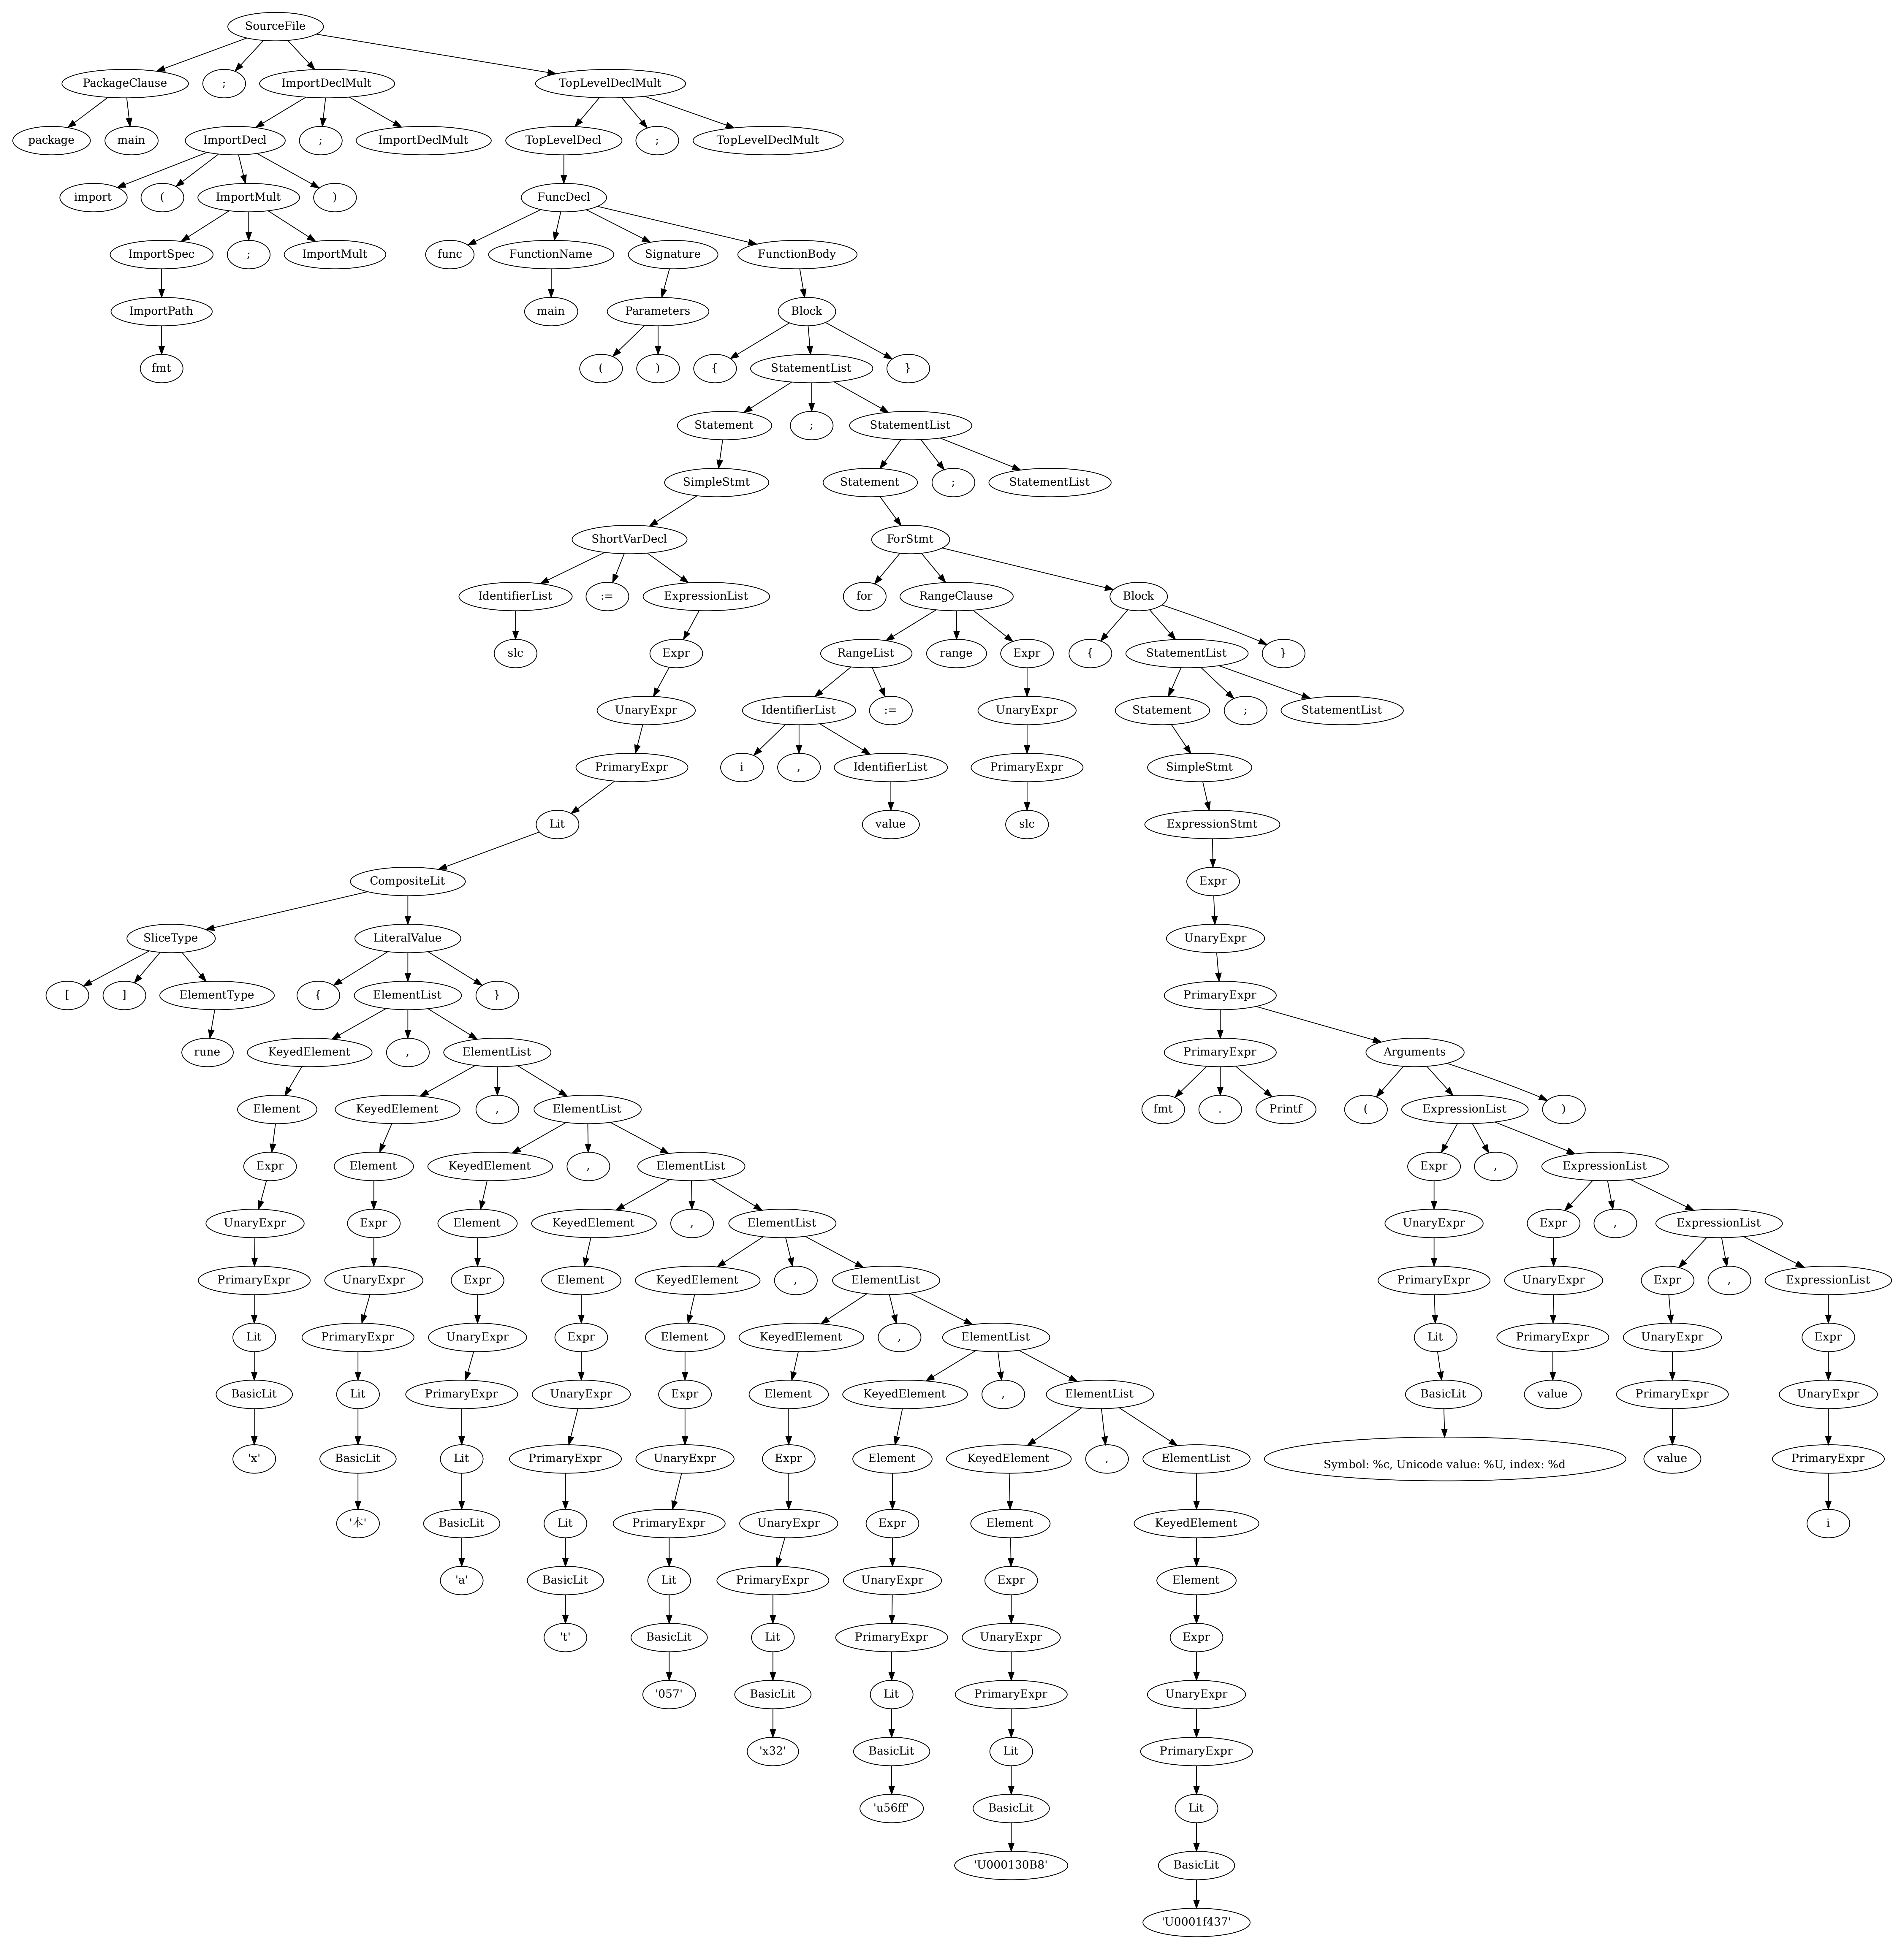 SourceFile
PackageClause ; ImportDeclMult TopLevelDeclMult
package main ImportDecl ; ImportDeclMult TopLevelDecl ; TopLevelDeclMult
import ( ImportMult ) FuncDecl
ImportSpec ; ImportMult func FunctionName Signature FunctionBody
ImportPath main Parameters Block
fmt ( ) { StatementList }
Statement ; StatementList
SimpleStmt Statement ; StatementList
ShortVarDecl ForStmt
IdentifierList := ExpressionList for RangeClause Block
slc Expr RangeList range Expr { StatementList }
UnaryExpr IdentifierList := UnaryExpr Statement ; StatementList
PrimaryExpr i , IdentifierList PrimaryExpr SimpleStmt
Lit value slc ExpressionStmt
CompositeLit Expr
SliceType LiteralValue UnaryExpr
[ ] ElementType { ElementList } PrimaryExpr
rune KeyedElement , ElementList PrimaryExpr Arguments
Element KeyedElement , ElementList fmt . Printf ( ExpressionList )
Expr Element KeyedElement , ElementList Expr , ExpressionList
UnaryExpr Expr Element KeyedElement , ElementList UnaryExpr Expr , ExpressionList
PrimaryExpr UnaryExpr Expr Element KeyedElement , ElementList PrimaryExpr UnaryExpr Expr , ExpressionList
Lit PrimaryExpr UnaryExpr Expr Element KeyedElement , ElementList Lit PrimaryExpr UnaryExpr Expr
BasicLit Lit PrimaryExpr UnaryExpr Expr Element KeyedElement , ElementList BasicLit value PrimaryExpr UnaryExpr
'x' BasicLit Lit PrimaryExpr UnaryExpr Expr Element KeyedElement , ElementList Symbol: %c, Unicode value: %U, index: %d value PrimaryExpr
'本' BasicLit Lit PrimaryExpr UnaryExpr Expr Element KeyedElement i
'a' BasicLit Lit PrimaryExpr UnaryExpr Expr Element
't' BasicLit Lit PrimaryExpr UnaryExpr Expr
'057' BasicLit Lit PrimaryExpr UnaryExpr
'x32' BasicLit Lit PrimaryExpr
'u56ff' BasicLit Lit
'U000130B8' BasicLit
'U0001f437'